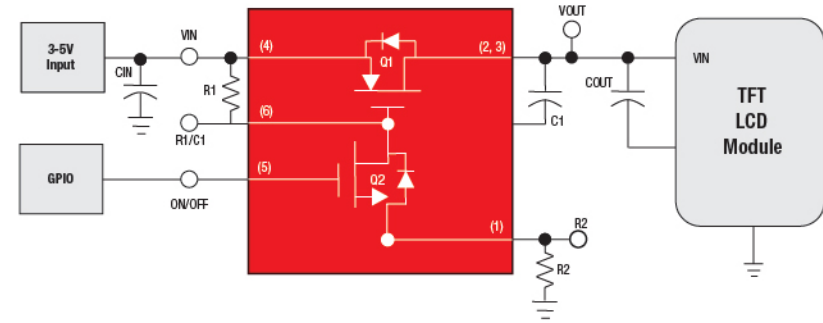 VOUT
3-5V
Input
VIN
(4)
Q1
(2, 3)
VIN
CIN
R1
COUT
TFT
LCD
Module
(6)
C1
R1/C1
GPIO
(5)
Q2
ON/OFF
(1)
R2
R2